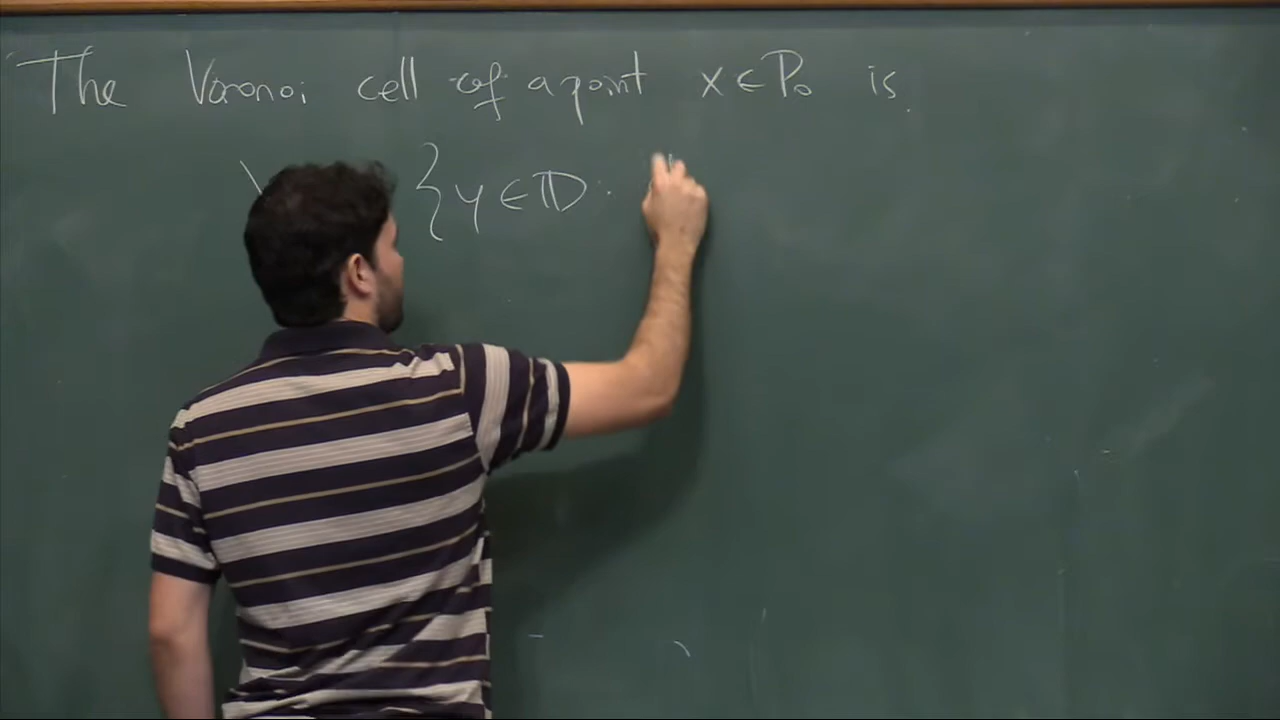 The Voronoi cell of a point x ∈ P₀ is
{ y ∈ 𝔻 :